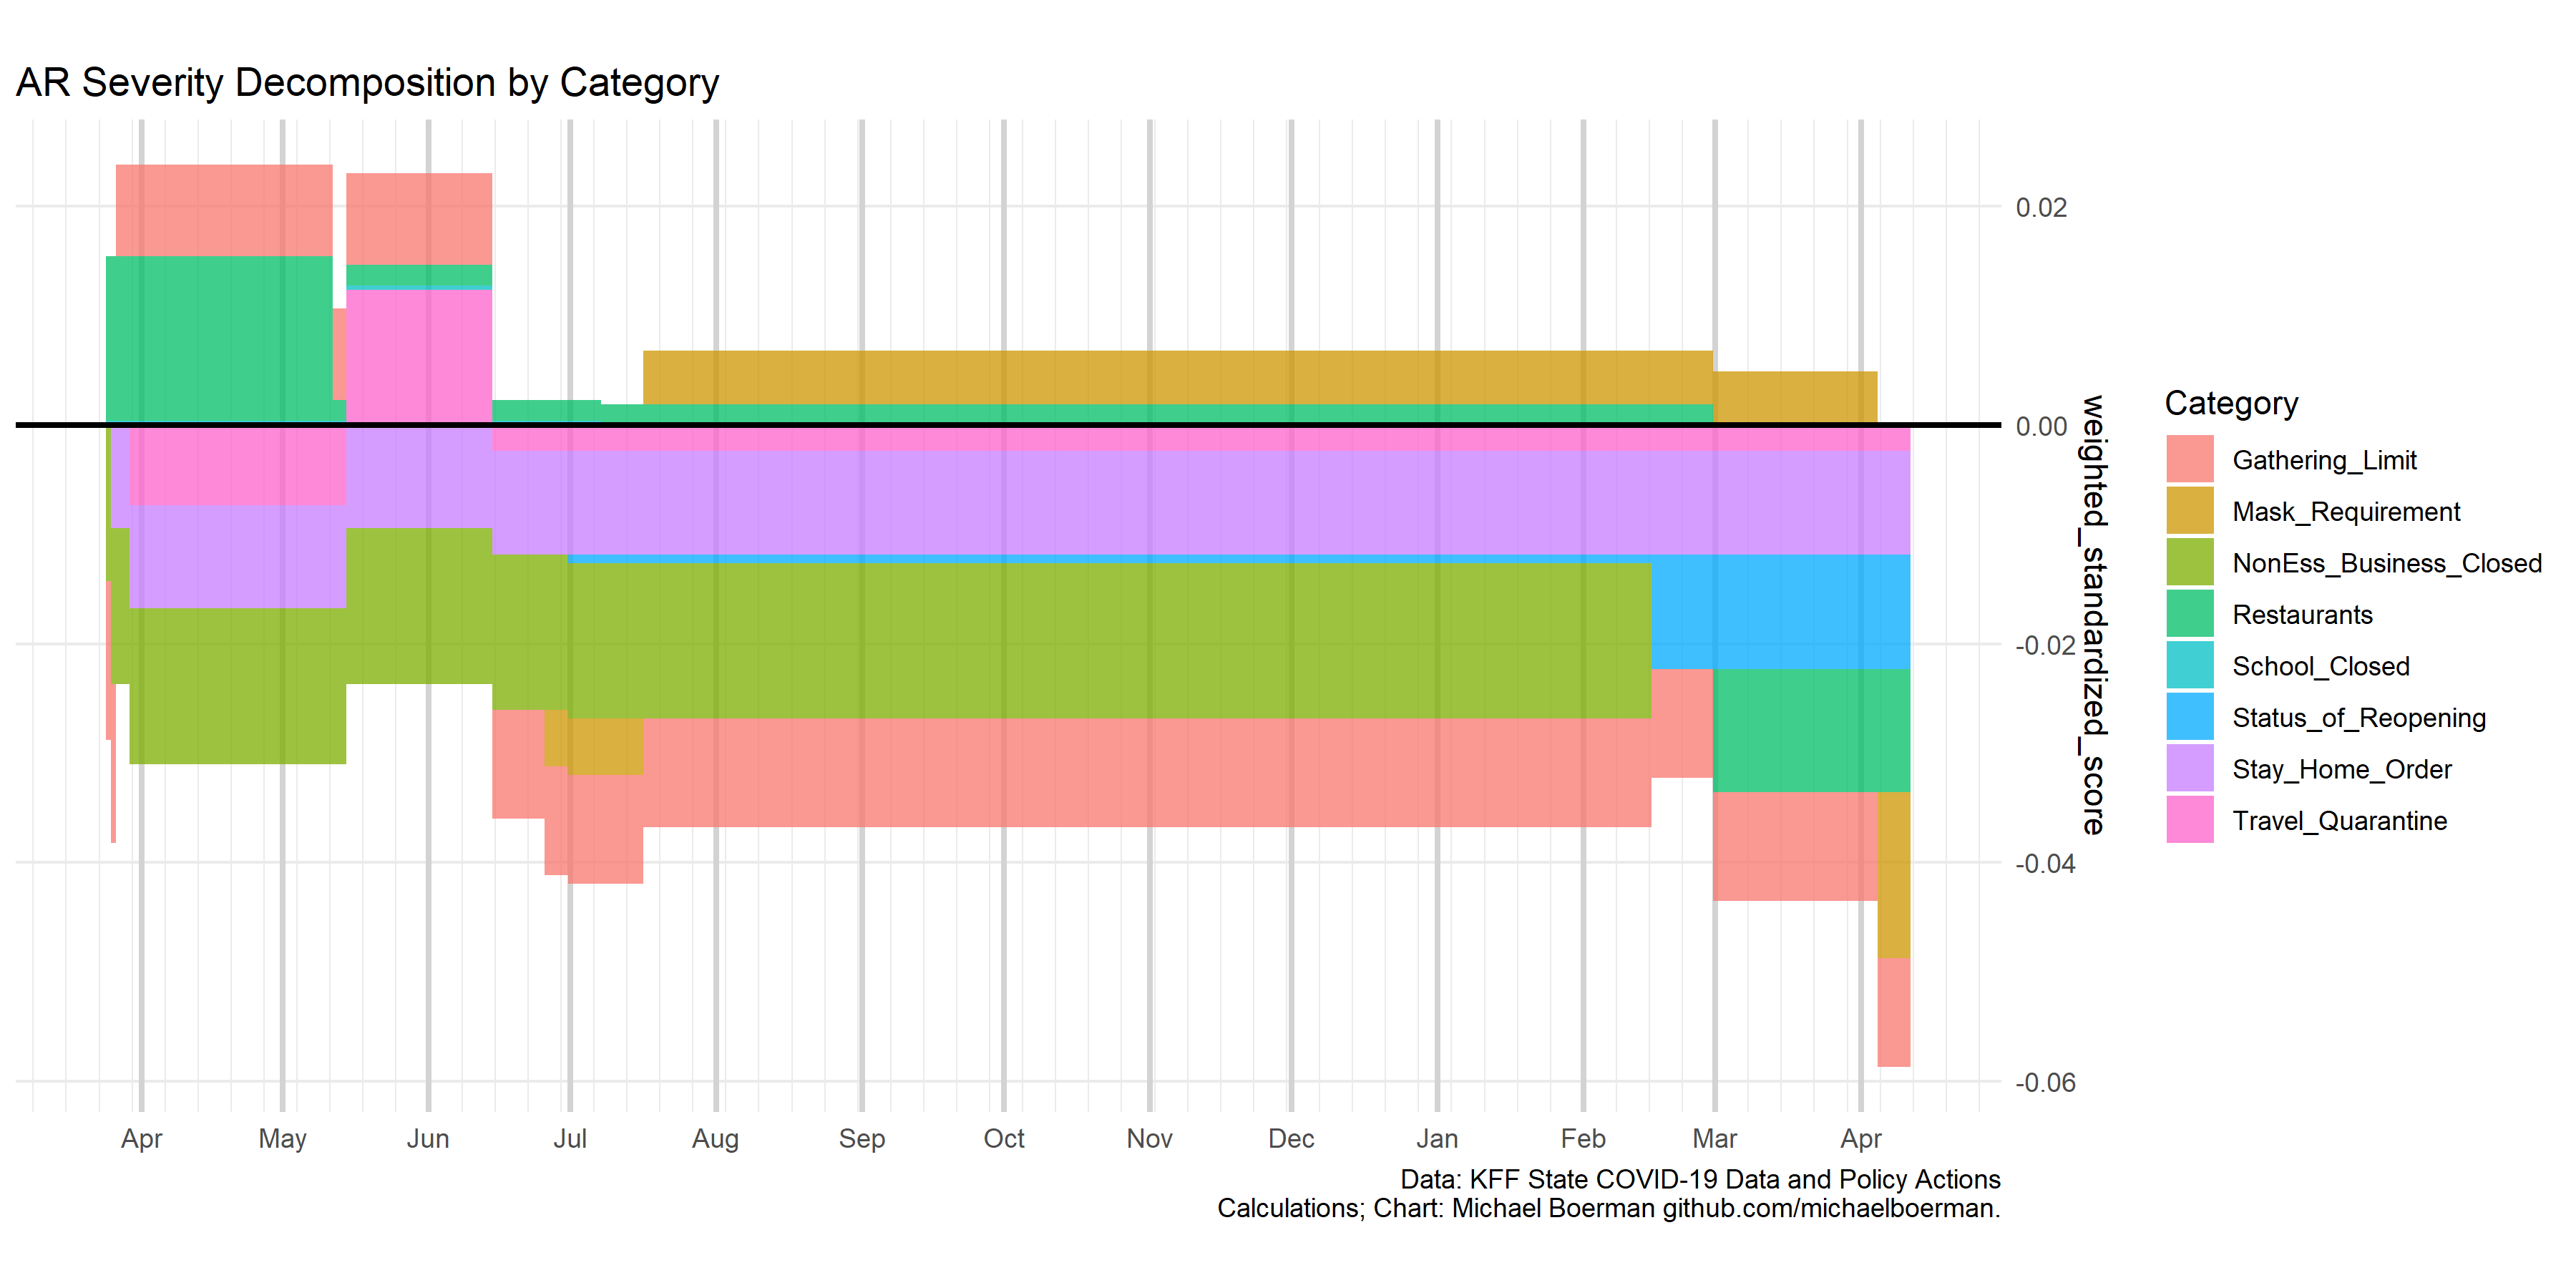 AR Severity Decomposition by Category
0.02
0.00
-0.02
-0.04
-0.06
weighted_standardized_score
Category
Gathering_Limit
Mask_Requirement
NonEss_Business_Closed
Restaurants
School_Closed
Status_of_Reopening
Stay_Home_Order
Travel_Quarantine
Apr May Jun Jul Aug Sep Oct Nov Dec Jan Feb Mar Apr
Data: KFF State COVID-19 Data and Policy Actions
Calculations; Chart: Michael Boerman github.com/michaelboerman.